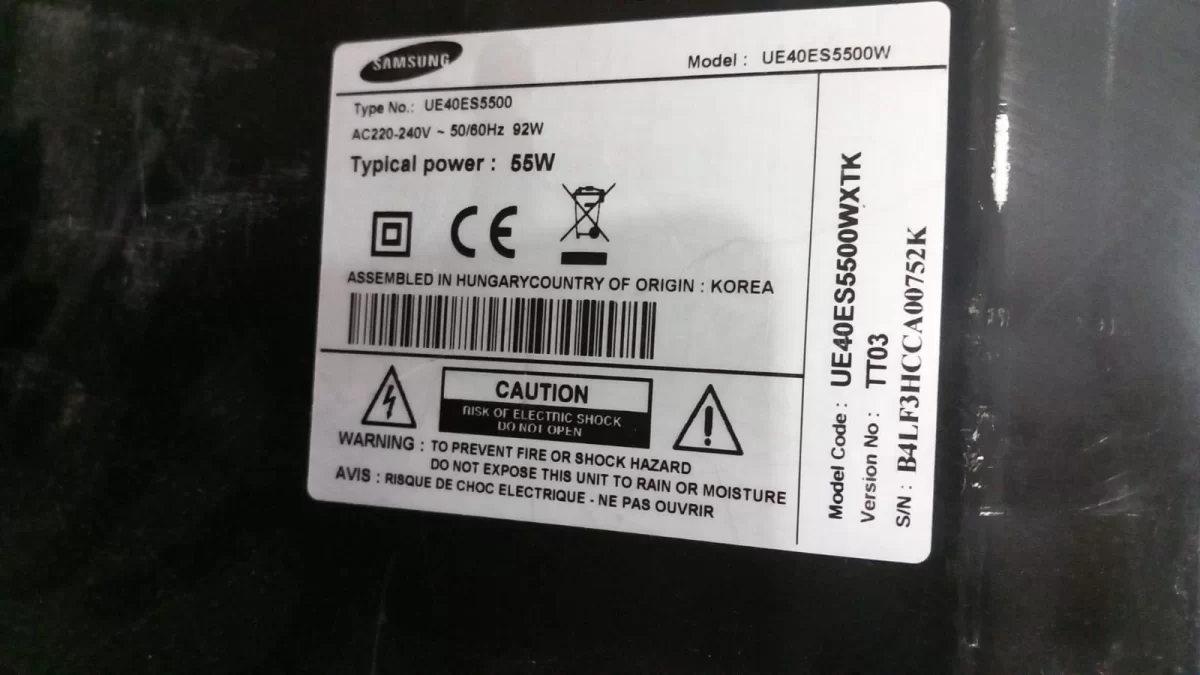 SAMSUNG
Model : UE40ES5500W
Type No.: UE40ES5500
AC220-240V ~ 50/60Hz 92W
Typical power : 55W
CE
ASSEMBLED IN HUNGARYCOUNTRY OF ORIGIN : KOREA
CAUTION
RISK OF ELECTRIC SHOCK
DO NOT OPEN
WARNING : TO PREVENT FIRE OR SHOCK HAZARD
DO NOT EXPOSE THIS UNIT TO RAIN OR MOISTURE
AVIS : RISQUE DE CHOC ELECTRIQUE - NE PAS OUVRIR
Model Code : UE40ES5500WXTK
Version No : TT03
S/N : B4LF3HCCA00752K